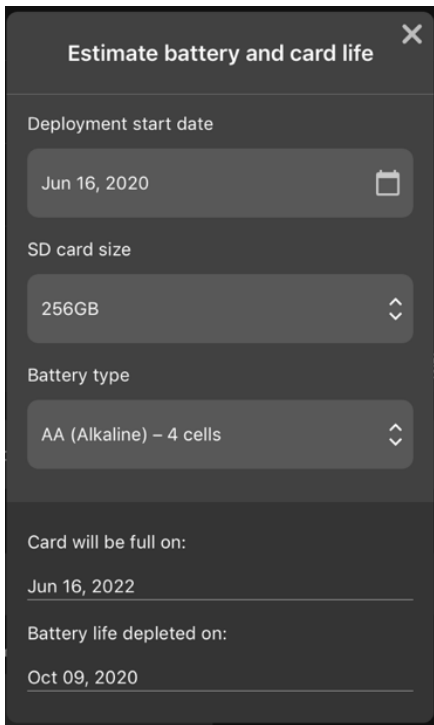 Estimate battery and card life
Deployment start date
Jun 16, 2020
SD card size
256GB
Battery type
AA (Alkaline) – 4 cells
Card will be full on:
Jun 16, 2022
Battery life depleted on:
Oct 09, 2020